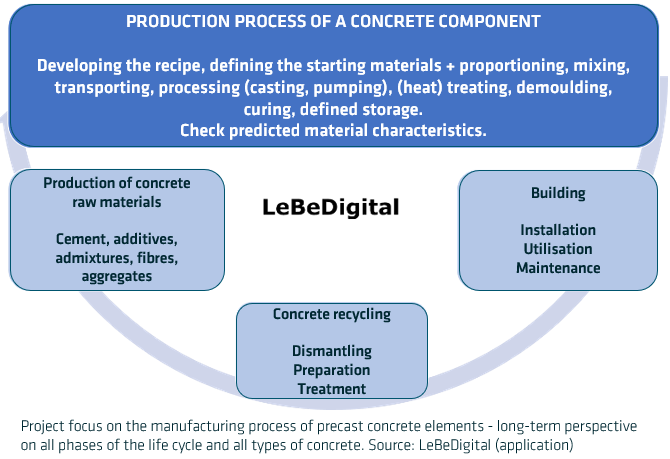 PRODUCTION PROCESS OF A CONCRETE COMPONENT
Developing the recipe, defining the starting materials + proportioning, mixing,
transporting, processing (casting, pumping), (heat) treating, demoulding,
curing, defined storage.
Check predicted material characteristics.
Production of concrete
raw materials
Cement, additives,
admixtures, fibres,
aggregates
LeBeDigital
Building
Installation
Utilisation
Maintenance
Concrete recycling
Dismantling
Preparation
Treatment
Project focus on the manufacturing process of precast concrete elements - long-term perspective
on all phases of the life cycle and all types of concrete. Source: LeBeDigital (application)